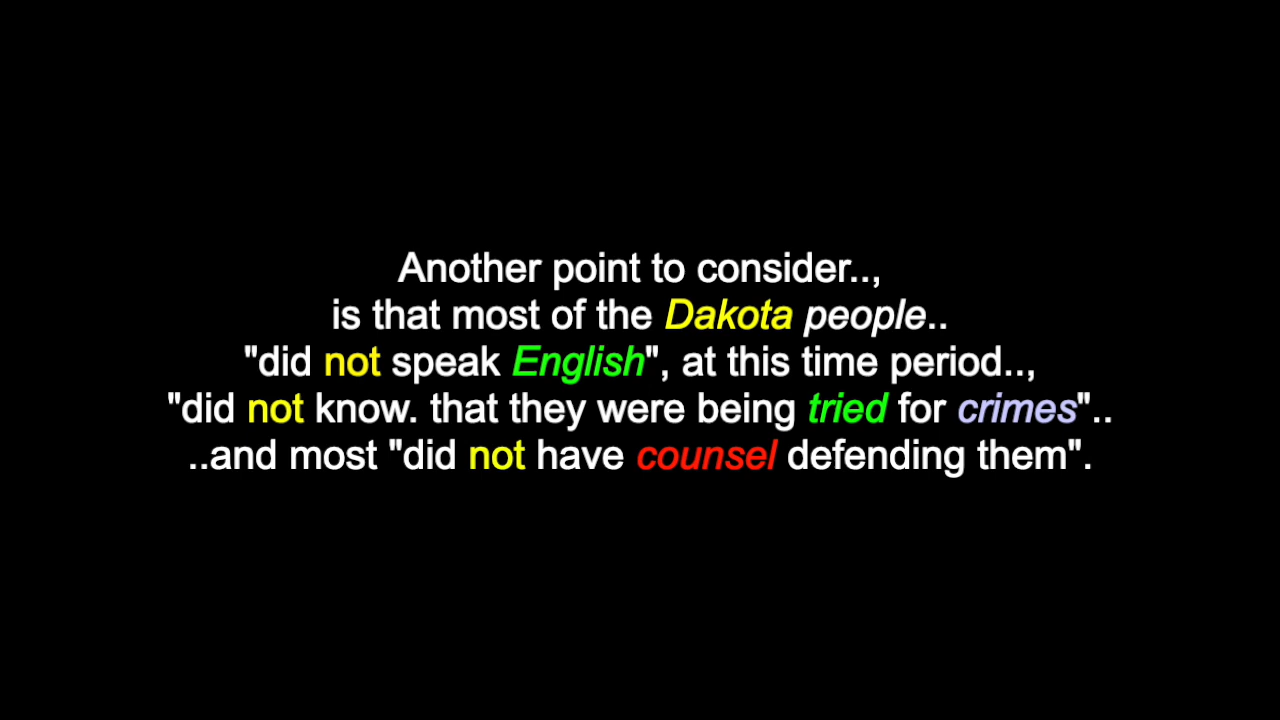 Another point to consider..,
is that most of the Dakota people..
"did not speak English", at this time period..,
"did not know. that they were being tried for crimes"..
..and most "did not have counsel defending them".